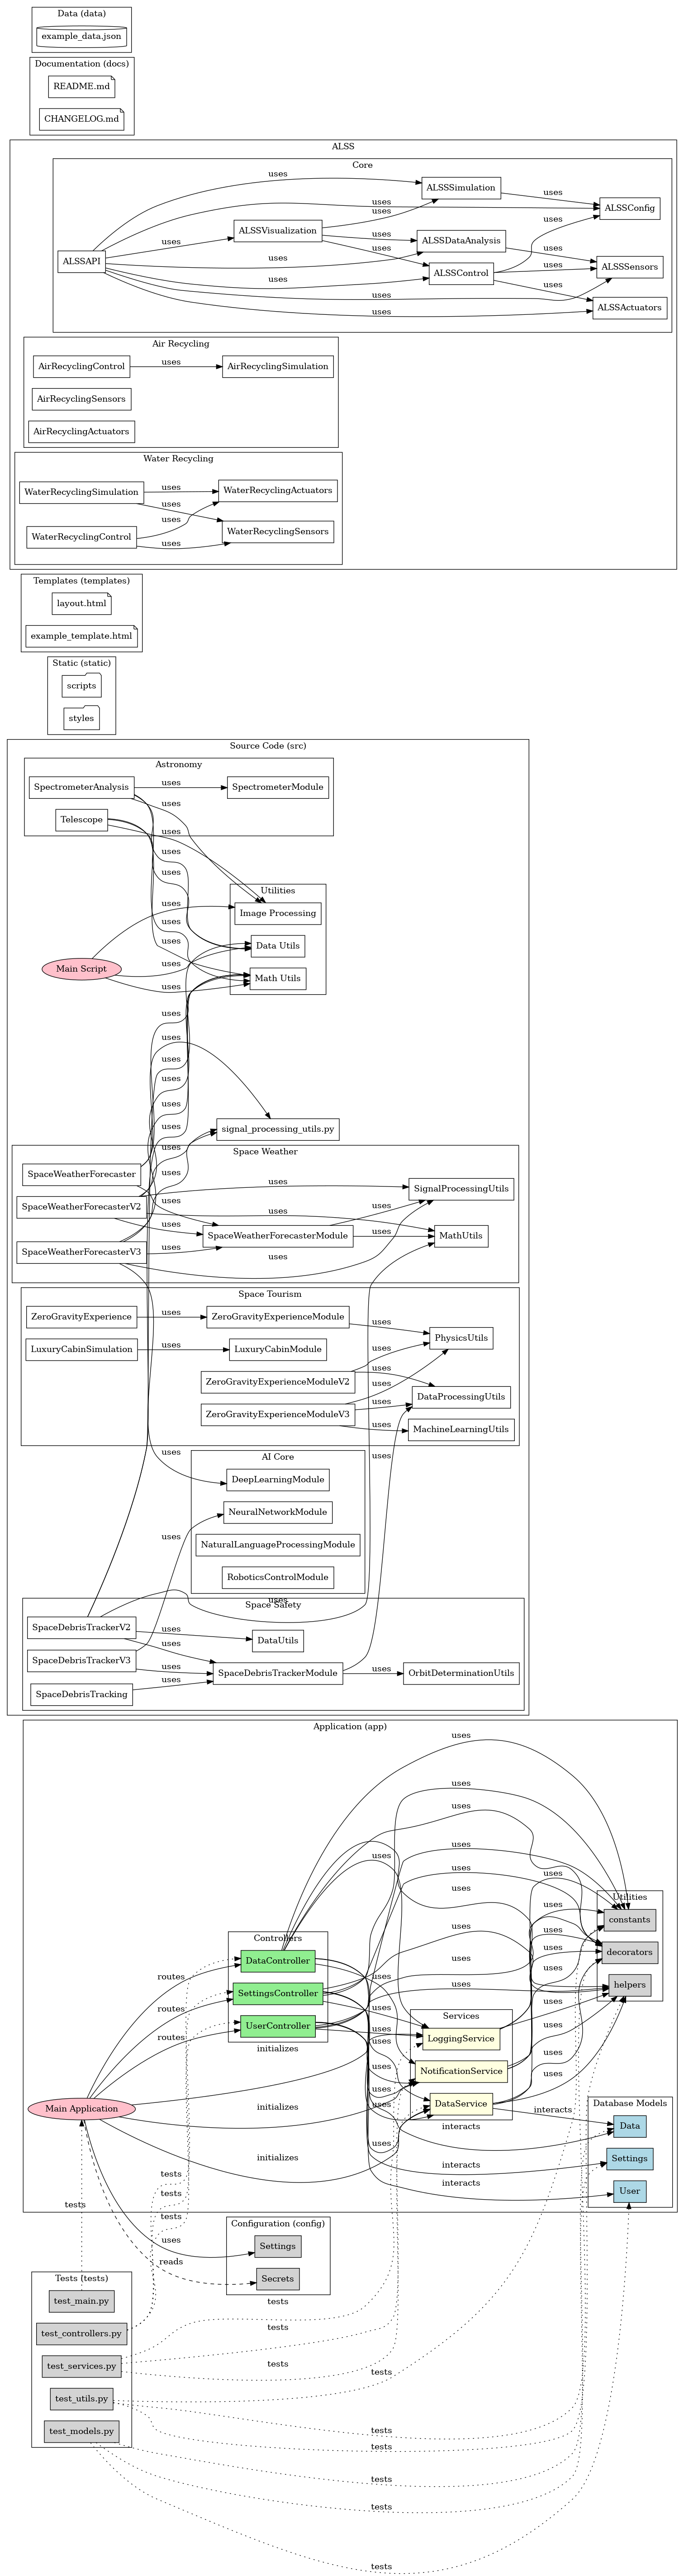 Data (data)
example_data.json
Documentation (docs)
README.md
CHANGELOG.md
ALSS
Core
uses
ALSSSimulation
uses
uses
ALSSConfig
uses
ALSSVisualization
uses
uses
ALSSDataAnalysis
uses
uses
ALSSAPI
uses
uses
ALSSControl
uses
ALSSSensors
uses
uses
uses
ALSSActuators
uses
Air Recycling
AirRecyclingControl
uses
AirRecyclingSimulation
AirRecyclingSensors
AirRecyclingActuators
Water Recycling
WaterRecyclingSimulation
uses
WaterRecyclingActuators
uses
uses
WaterRecyclingSensors
WaterRecyclingControl
uses
Templates (templates)
layout.html
example_template.html
Static (static)
scripts
styles
Source Code (src)
Astronomy
SpectrometerAnalysis
uses
SpectrometerModule
uses
Telescope
uses
uses
uses
Utilities
uses
Image Processing
uses
uses
Data Utils
uses
Main Script
Math Utils
uses
uses
uses
uses
uses
uses
uses
signal_processing_utils.py
uses
Space Weather
SpaceWeatherForecaster
uses
SignalProcessingUtils
uses
SpaceWeatherForecasterV2
uses
uses
uses
SpaceWeatherForecasterModule
uses
MathUtils
SpaceWeatherForecasterV3
uses
uses
Space Tourism
ZeroGravityExperience
uses
ZeroGravityExperienceModule
uses
PhysicsUtils
LuxuryCabinSimulation
uses
LuxuryCabinModule
uses
ZeroGravityExperienceModuleV2
uses
uses
DataProcessingUtils
ZeroGravityExperienceModuleV3
uses
uses
MachineLearningUtils
uses
uses
AI Core
DeepLearningModule
NeuralNetworkModule
uses
NaturalLanguageProcessingModule
RoboticsControlModule
uses
Space Safety
SpaceDebrisTrackerV2
uses
DataUtils
uses
SpaceDebrisTrackerV3
uses
SpaceDebrisTrackerModule
uses
OrbitDeterminationUtils
uses
SpaceDebrisTracking
Application (app)
uses
uses
uses
uses
uses
uses
uses
uses
uses
Utilities
uses
constants
Controllers
uses
uses
decorators
DataController
uses
uses
routes
uses
uses
helpers
SettingsController
routes
uses
uses
Services
uses
UserController
routes
uses
LoggingService
uses
initializes
uses
NotificationService
uses
uses
Database Models
uses
DataService
interacts
Main Application
initializes
interacts
Data
uses
initializes
interacts
Settings
tests
tests
interacts
User
tests
tests
uses
Configuration (config)
Settings
reads
Secrets
Tests (tests)
test_main.py
tests
test_controllers.py
tests
test_services.py
tests
tests
test_utils.py
tests
test_models.py
tests
tests
tests
tests